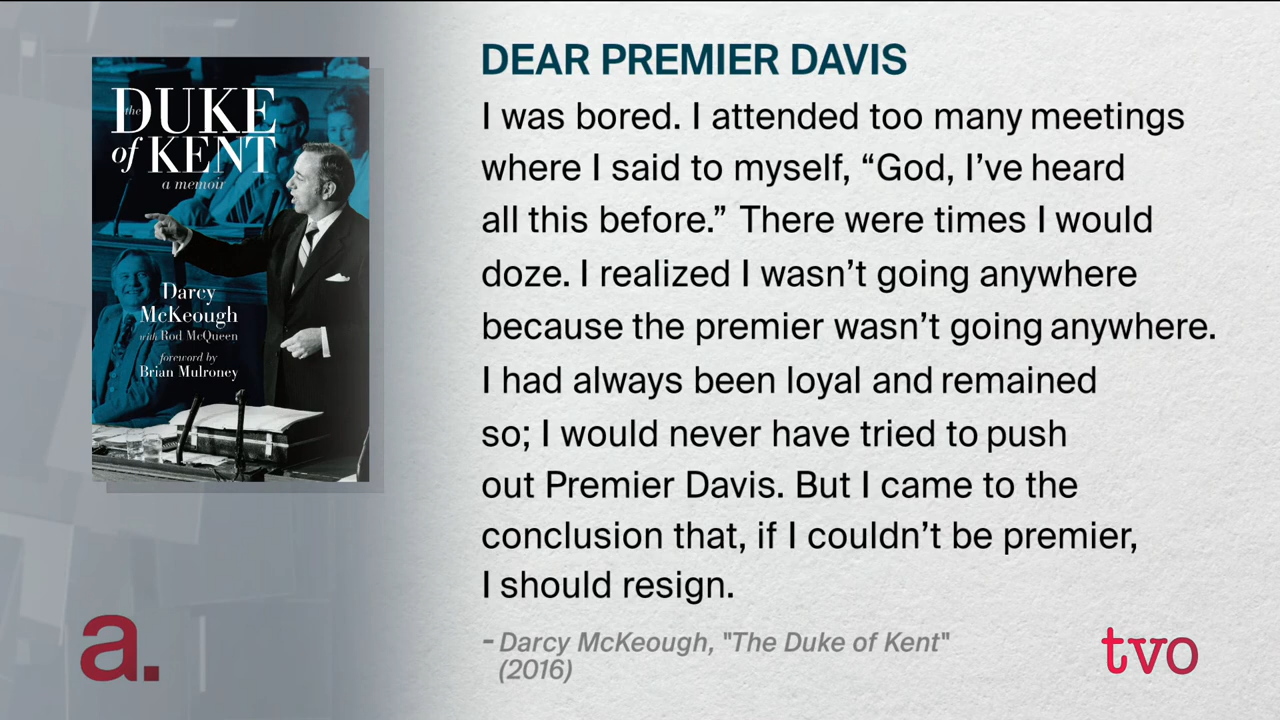 the DUKE
of KENT
a memoir
Darcy
McKeough
with Rod McQueen
foreword by
Brian Mulroney
DEAR PREMIER DAVIS
I was bored. I attended too many meetings
where I said to myself, “God, I’ve heard
all this before.” There were times I would
doze. I realized I wasn’t going anywhere
because the premier wasn’t going anywhere.
I had always been loyal and remained
so; I would never have tried to push
out Premier Davis. But I came to the
conclusion that, if I couldn’t be premier,
I should resign.
– Darcy McKeough, "The Duke of Kent"
(2016)
a.
tvo